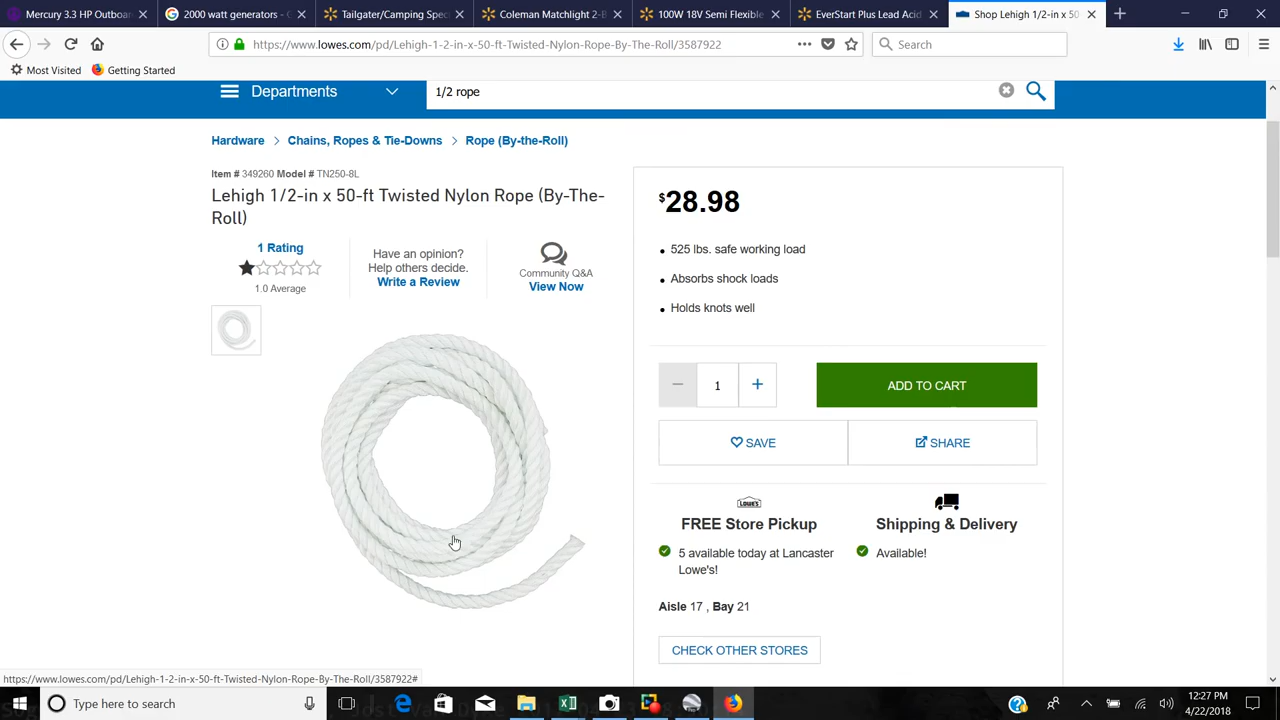 Mercury 3.3 HP Outboa
2000 watt generators - G
Tailgater/Camping Spec
Coleman Matchlight 2-B
100W 18V Semi Flexible
EverStart Plus Lead Acid
Shop Lehigh 1/2-in x 50
https://www.lowes.com/pd/Lehigh-1-2-in-x-50-ft-Twisted-Nylon-Rope-By-The-Roll/3587922
Search
Most Visited
Getting Started
Departments
1/2 rope
Hardware > Chains, Ropes & Tie-Downs > Rope (By-the-Roll)
Item # 349260 Model # TN250-8L
Lehigh 1/2-in x 50-ft Twisted Nylon Rope (By-The-
Roll)
1 Rating
1.0 Average
Have an opinion?
Help others decide.
Write a Review
Community Q&A
View Now
$28.98
525 lbs. safe working load
Absorbs shock loads
Holds knots well
1
ADD TO CART
SAVE
SHARE
LOWE'S
FREE Store Pickup
5 available today at Lancaster
Lowe's!
Shipping & Delivery
Available!
Aisle 17 , Bay 21
CHECK OTHER STORES
https://www.lowes.com/pd/Lehigh-1-2-in-x-50-ft-Twisted-Nylon-Rope-By-The-Roll/3587922#
Type here to search
12:27 PM
4/22/2018